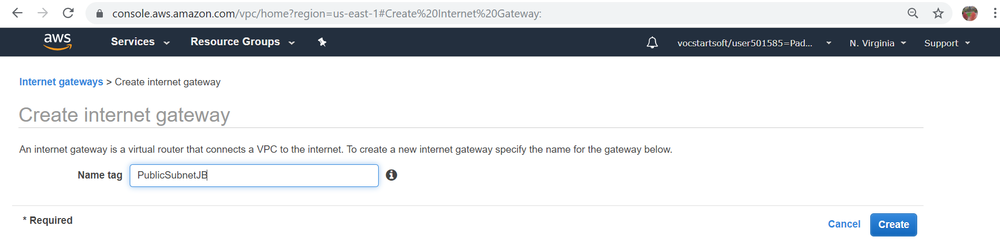 console.aws.amazon.com/vpc/home?region=us-east-1#Create%20Internet%20Gateway:
aws Services Resource Groups vocstartsoft/user501585=Pad... N. Virginia Support
Internet gateways > Create internet gateway
Create internet gateway
An internet gateway is a virtual router that connects a VPC to the internet. To create a new internet gateway specify the name for the gateway below.
Name tag PublicSubnetJB
* Required Cancel Create